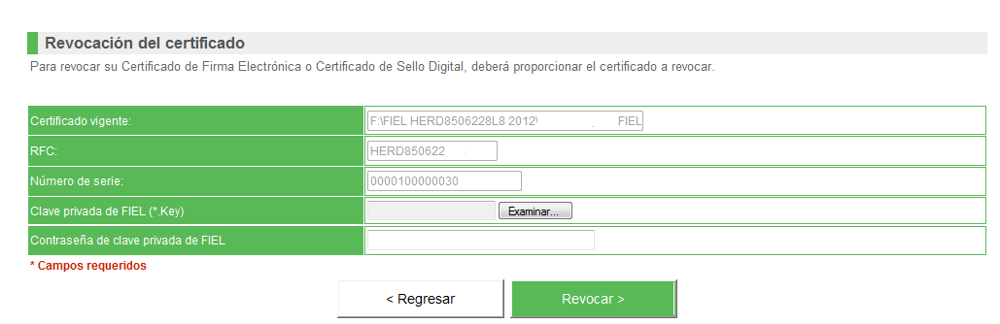 Revocación del certificado
Para revocar su Certificado de Firma Electrónica o Certificado de Sello Digital, deberá proporcionar el certificado a revocar.
Certificado vigente: F:\FIEL HERD8506228L8 2012\ . FIEL
RFC: HERD850622
Número de serie: 0000100000030
Clave privada de FIEL (*.Key) Examinar...
Contraseña de clave privada de FIEL
* Campos requeridos
< Regresar Revocar >